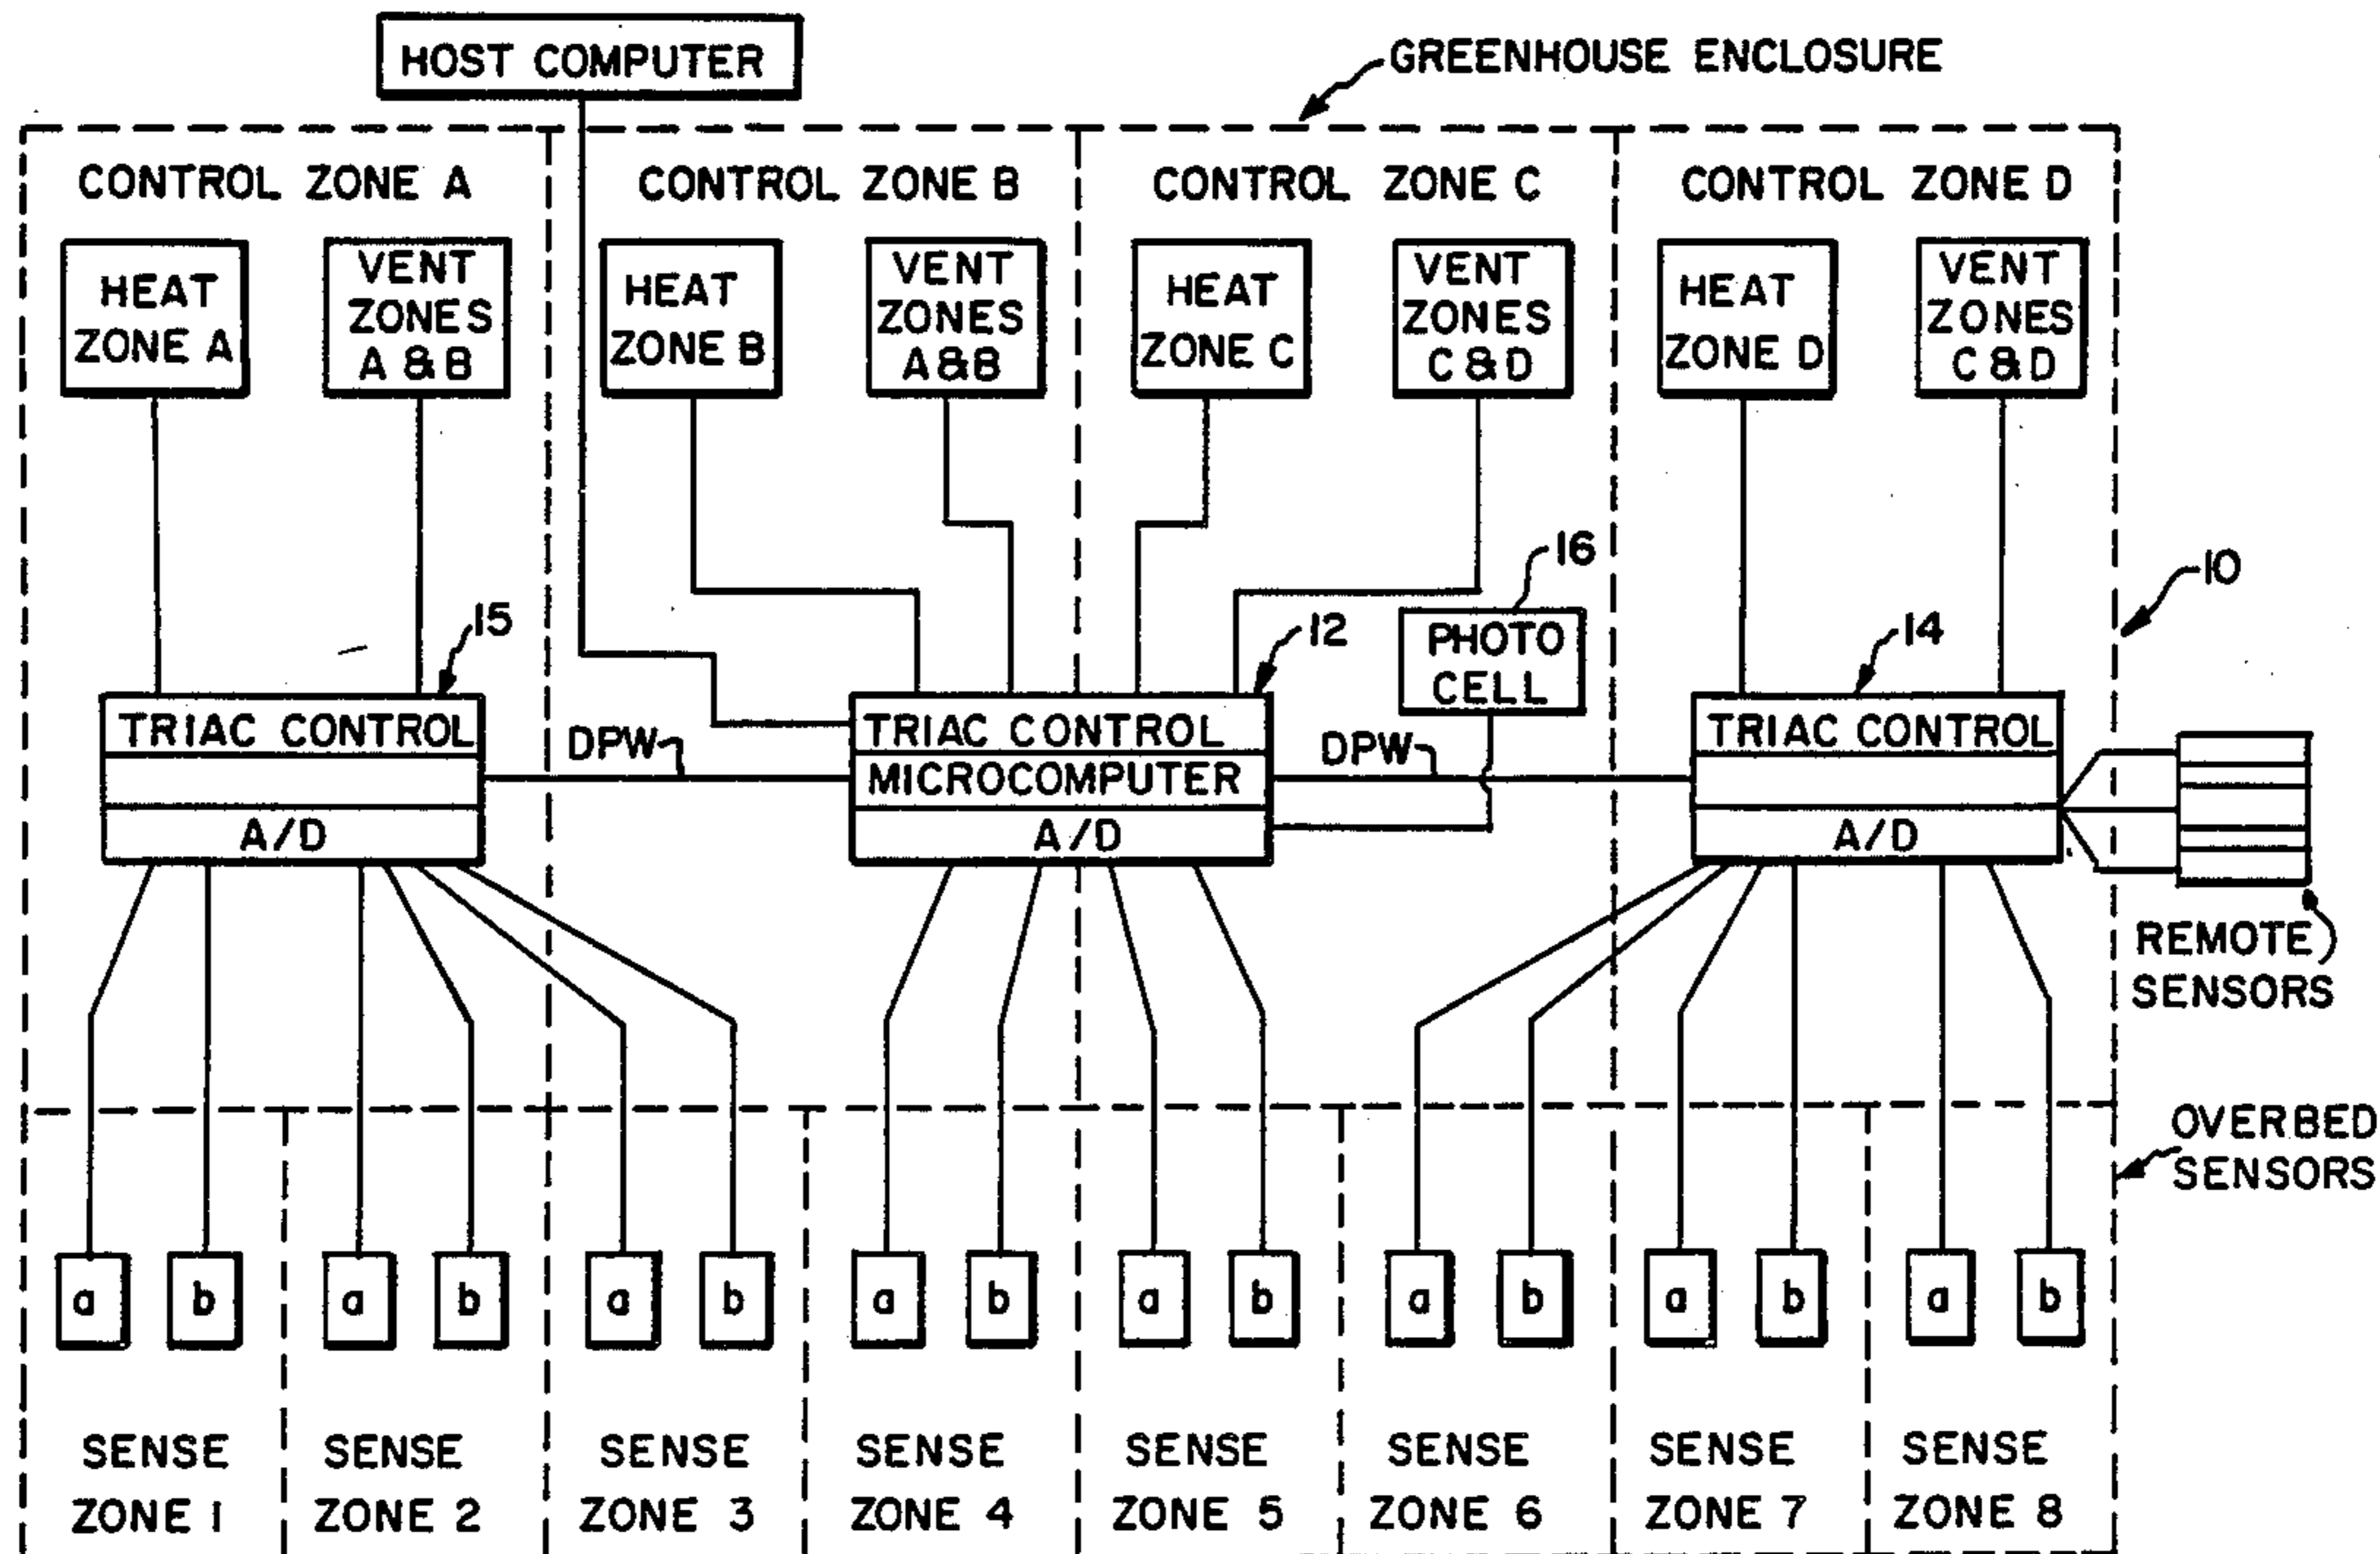 HOST COMPUTER
GREENHOUSE ENCLOSURE
CONTROL ZONE A
CONTROL ZONE B
CONTROL ZONE C
CONTROL ZONE D
HEAT
ZONE A
VENT
ZONES
A & B
HEAT
ZONE B
VENT
ZONES
A & B
HEAT
ZONE C
VENT
ZONES
C & D
HEAT
ZONE D
VENT
ZONES
C & D
16
10
15
12
PHOTO
CELL
14
TRIAC CONTROL
A/D
DPW
TRIAC CONTROL
MICROCOMPUTER
A/D
DPW
TRIAC CONTROL
A/D
REMOTE
SENSORS
OVERBED
SENSORS
a
b
a
b
a
b
a
b
a
b
a
b
a
b
a
b
SENSE
ZONE 1
SENSE
ZONE 2
SENSE
ZONE 3
SENSE
ZONE 4
SENSE
ZONE 5
SENSE
ZONE 6
SENSE
ZONE 7
SENSE
ZONE 8